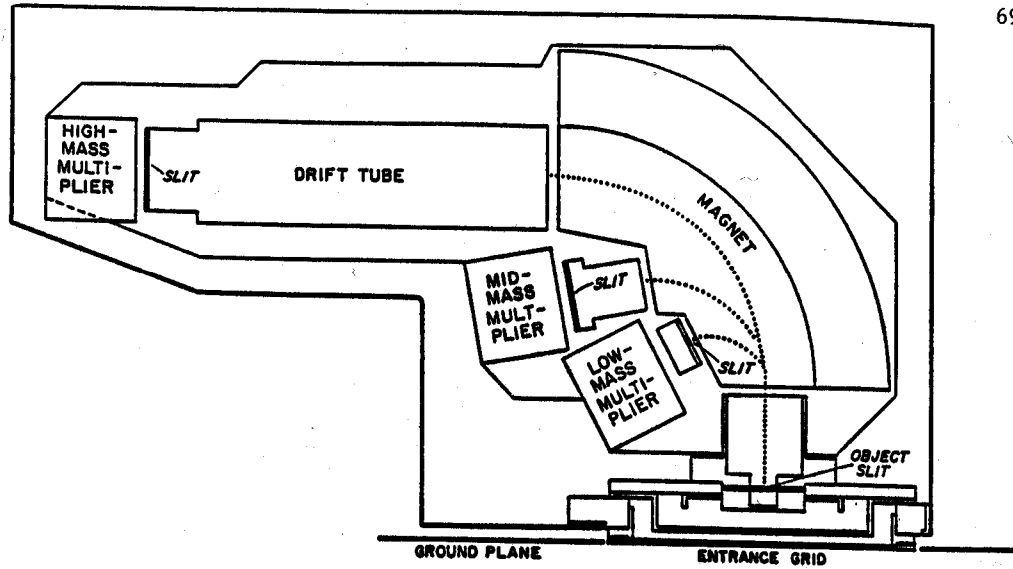 69
HIGH-
MASS
MULTI-
PLIER
SLIT
DRIFT TUBE
MAGNET
MID-
MASS
MULT-
PLIER
SLIT
LOW-
MASS
MULTI-
PLIER
SLIT
OBJECT
SLIT
GROUND PLANE
ENTRANCE GRID